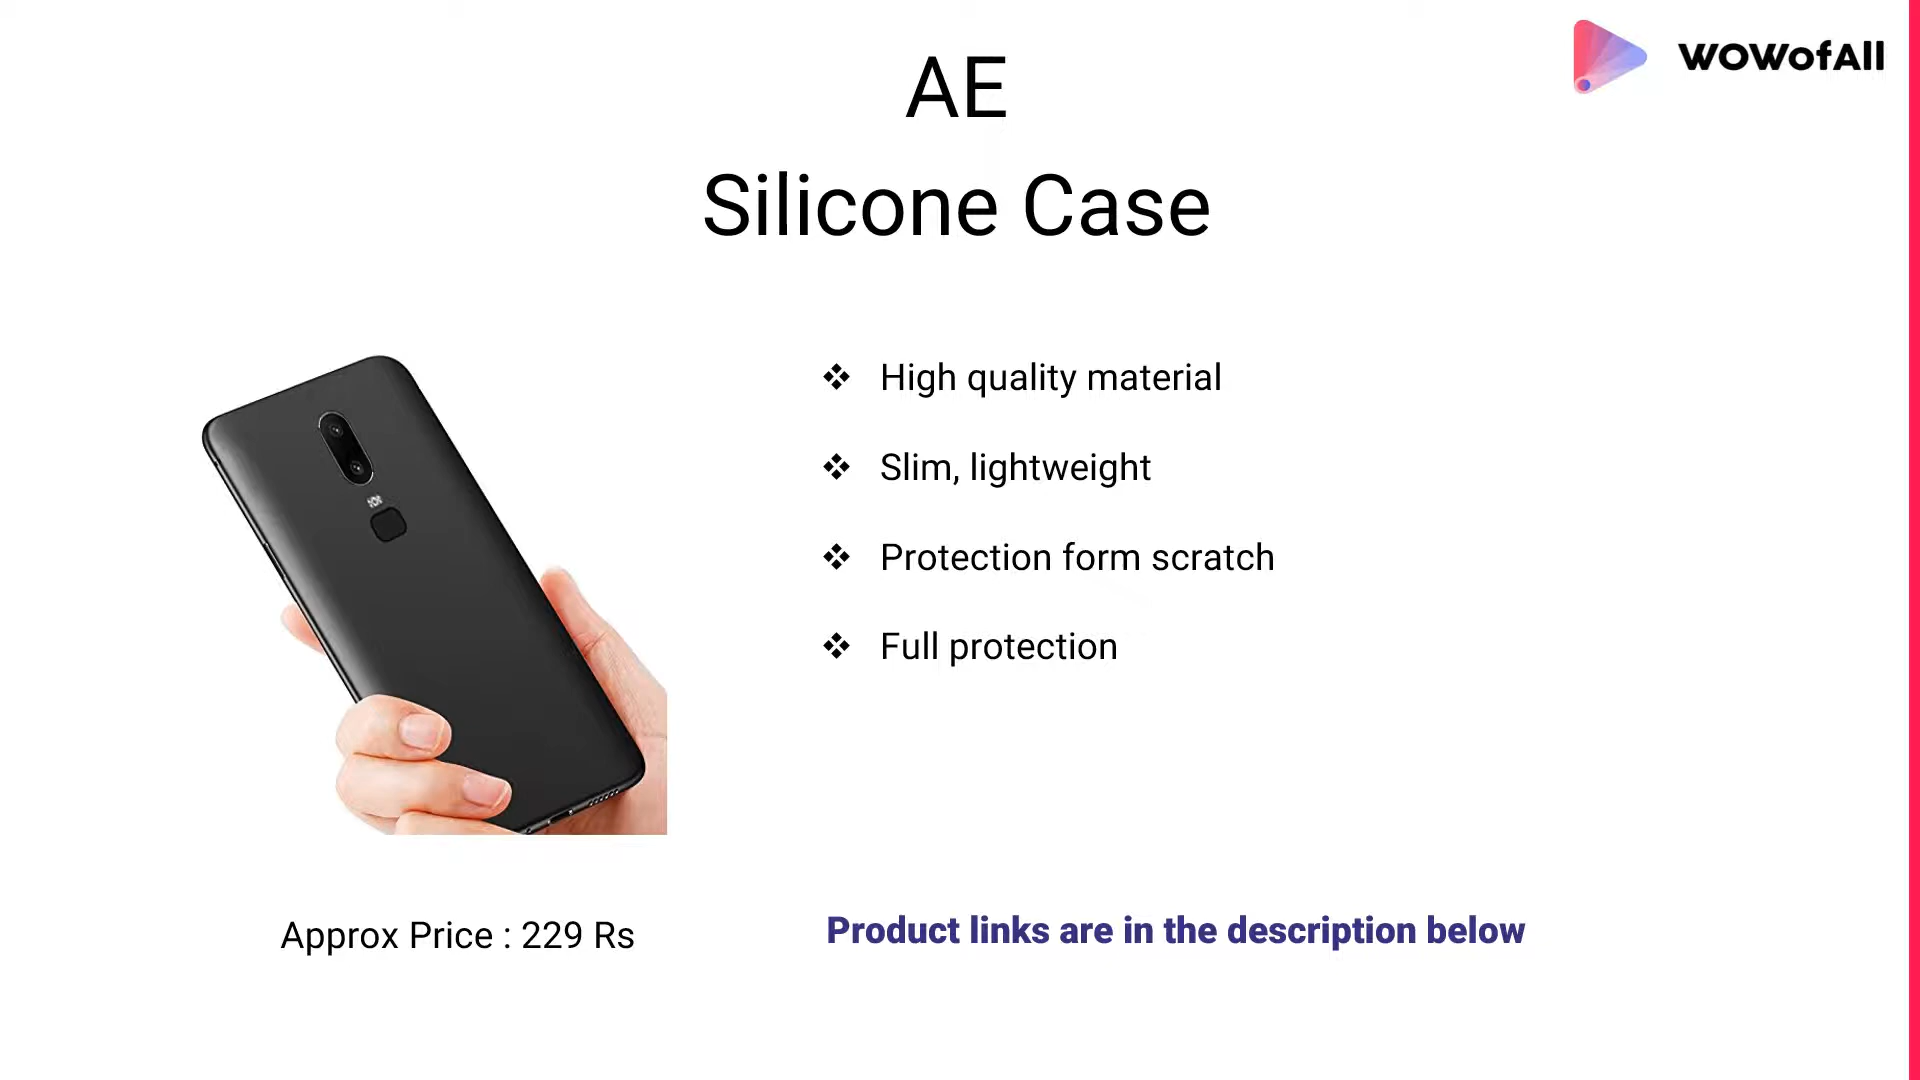 AE
Silicone Case
WOWofAll
❖ High quality material
❖ Slim, lightweight
❖ Protection form scratch
❖ Full protection
Approx Price : 229 Rs
Product links are in the description below